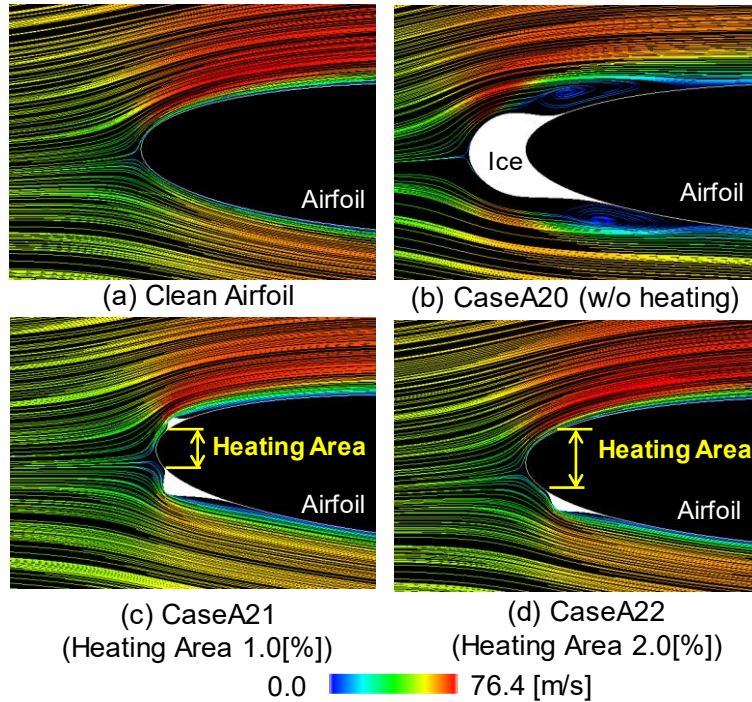 Airfoil
Ice
Airfoil
(a) Clean Airfoil
(b) CaseA20 (w/o heating)
Heating Area
Airfoil
Heating Area
Airfoil
(c) CaseA21
(Heating Area 1.0[%])
(d) CaseA22
(Heating Area 2.0[%])
0.0
76.4 [m/s]